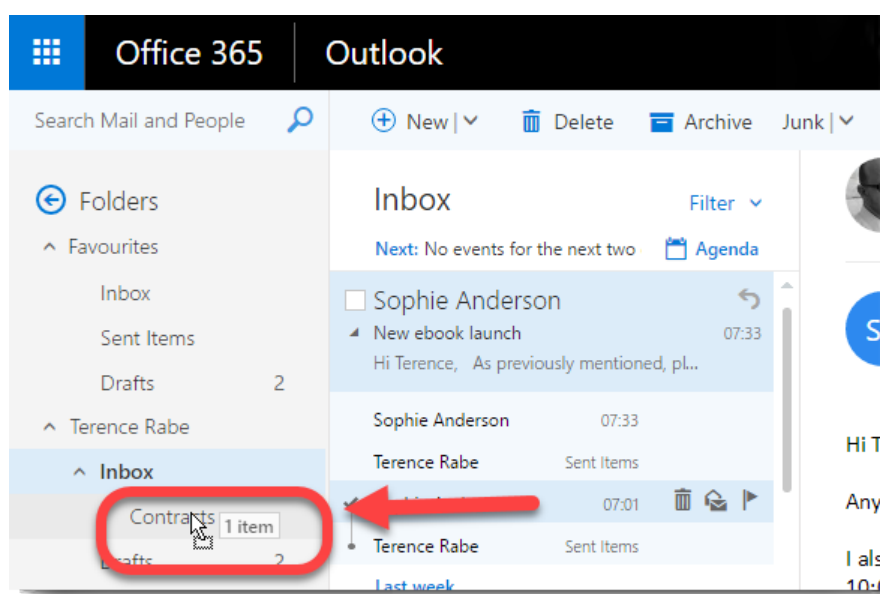 Office 365 Outlook
Search Mail and People
New Delete Archive Junk
Folders
Favourites
Inbox
Sent Items
Drafts 2
Terence Rabe
Inbox
Contracts
1 item
Drafts 2
Inbox Filter
Next: No events for the next two Agenda
Sophie Anderson
New ebook launch 07:33
Hi Terence, As previously mentioned, pl...
Sophie Anderson 07:33
Terence Rabe Sent Items
07:01
Terence Rabe Sent Items
Last week
S
Hi T
Any
I als
10: